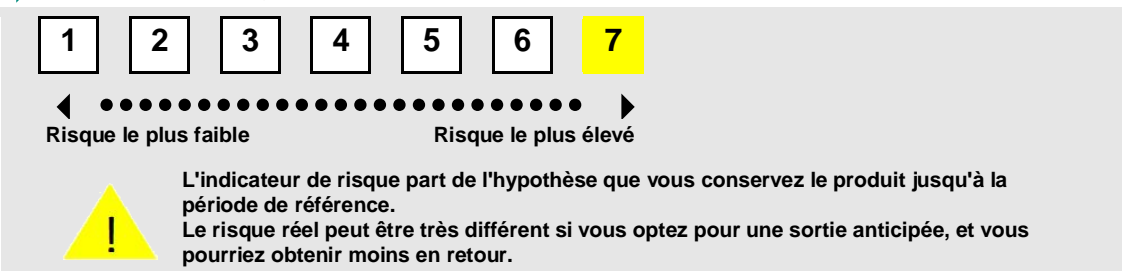 1 2 3 4 5 6 7
Risque le plus faible Risque le plus élevé
L'indicateur de risque part de l'hypothèse que vous conservez le produit jusqu'à la
période de référence.
! Le risque réel peut être très différent si vous optez pour une sortie anticipée, et vous
pourriez obtenir moins en retour.